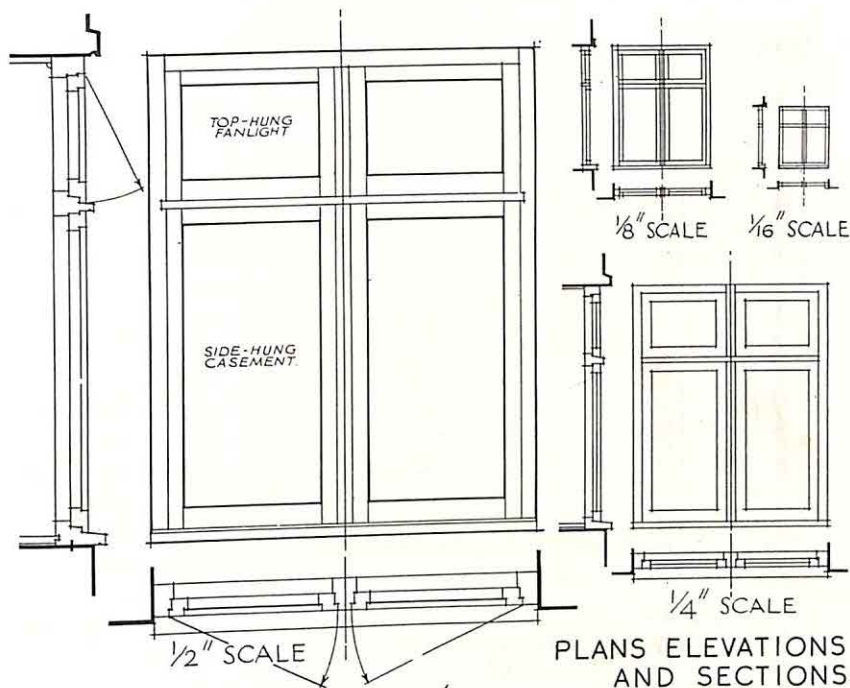 TOP-HUNG
FANLIGHT
SIDE-HUNG
CASEMENT.
1/8" SCALE
1/16" SCALE
1/4" SCALE
1/2" SCALE
PLANS ELEVATIONS
AND SECTIONS